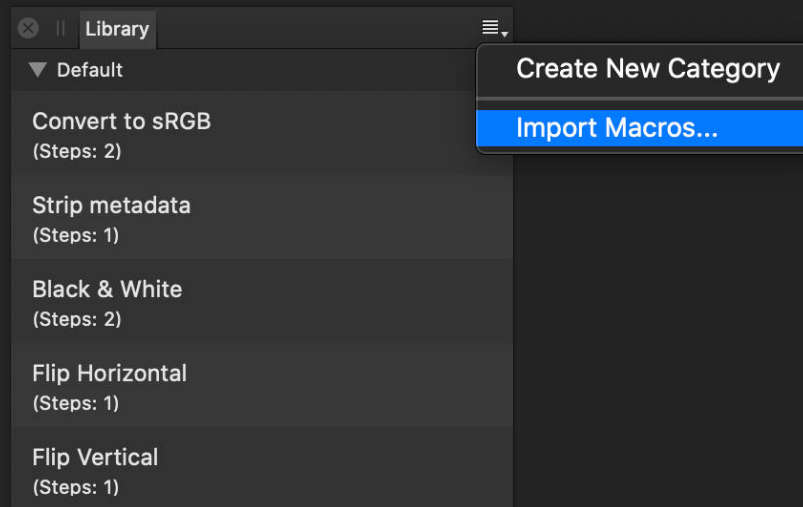 Library
Create New Category
Import Macros...
Default
Convert to sRGB
(Steps: 2)
Strip metadata
(Steps: 1)
Black & White
(Steps: 2)
Flip Horizontal
(Steps: 1)
Flip Vertical
(Steps: 1)